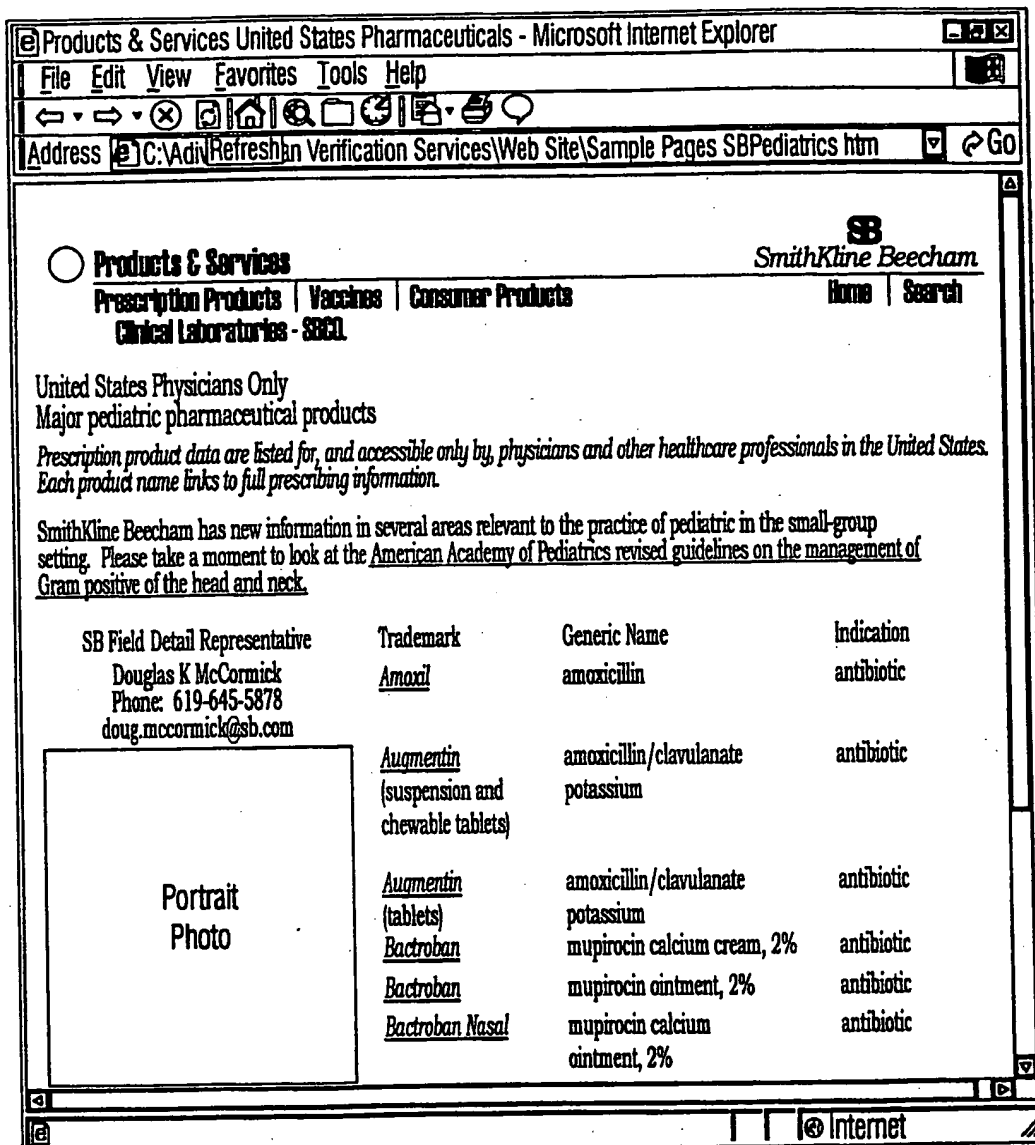 Products & Services United States Pharmaceuticals - Microsoft Internet Explorer
File Edit View Favorites Tools Help
Address C:\Adiv Refresh an Verification Services\Web Site\Sample Pages SBPediatrics htm Go
SB
SmithKline Beecham
Products & Services
Prescription Products | Vaccines | Consumer Products Home | Search
Clinical Laboratories - SBCL
United States Physicians Only
Major pediatric pharmaceutical products
Prescription product data are listed for, and accessible only by, physicians and other healthcare professionals in the United States.
Each product name links to full prescribing information.
SmithKline Beecham has new information in several areas relevant to the practice of pediatric in the small-group
setting. Please take a moment to look at the American Academy of Pediatrics revised guidelines on the management of
Gram positive of the head and neck.
SB Field Detail Representative
Douglas K McCormick
Phone: 619-645-5878
doug.mccormick@sb.com
Portrait
Photo
Trademark Generic Name Indication
Amoxil amoxicillin antibiotic
Augmentin amoxicillin/clavulanate antibiotic
(suspension and potassium
chewable tablets)
Augmentin amoxicillin/clavulanate antibiotic
(tablets) potassium
Bactroban mupirocin calcium cream, 2% antibiotic
Bactroban mupirocin ointment, 2% antibiotic
Bactroban Nasal mupirocin calcium antibiotic
ointment, 2%
Internet